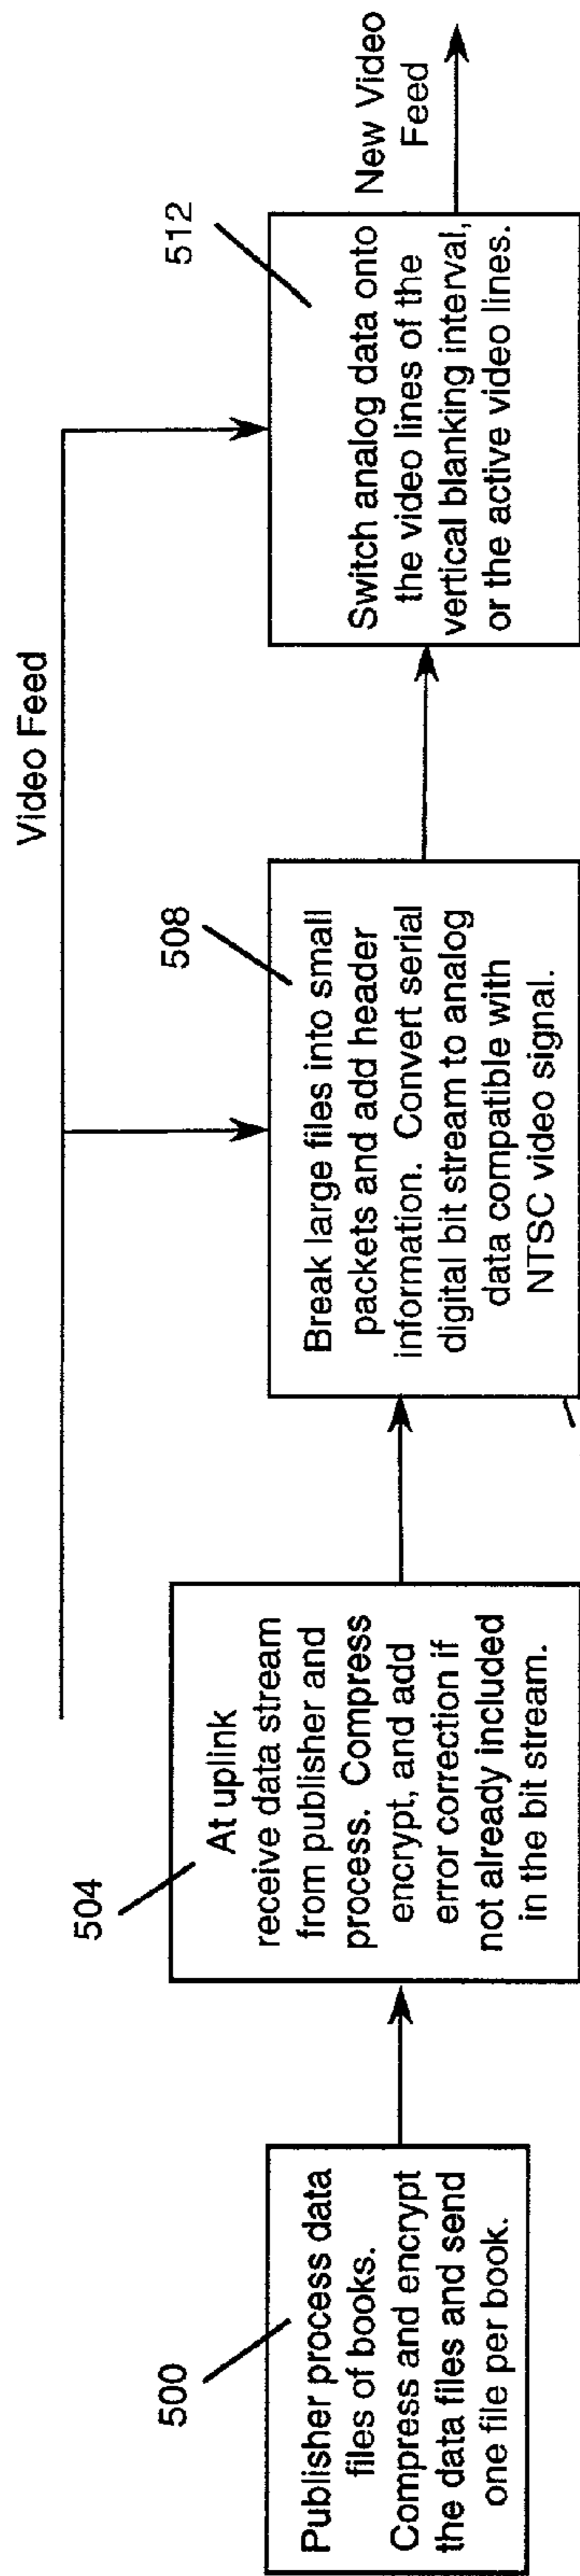 Video Feed
500
Publisher process data
files of books.
Compress and encrypt
the data files and send
one file per book.
504
At uplink
receive data stream
from publisher and
process. Compress
encrypt, and add
error correction if
not already included
in the bit stream.
508
Break large files into small
packets and add header
information. Convert serial
digital bit stream to analog
data compatible with
NTSC video signal.
512
Switch analog data onto
the video lines of the
vertical blanking interval,
or the active video lines.
New Video
Feed